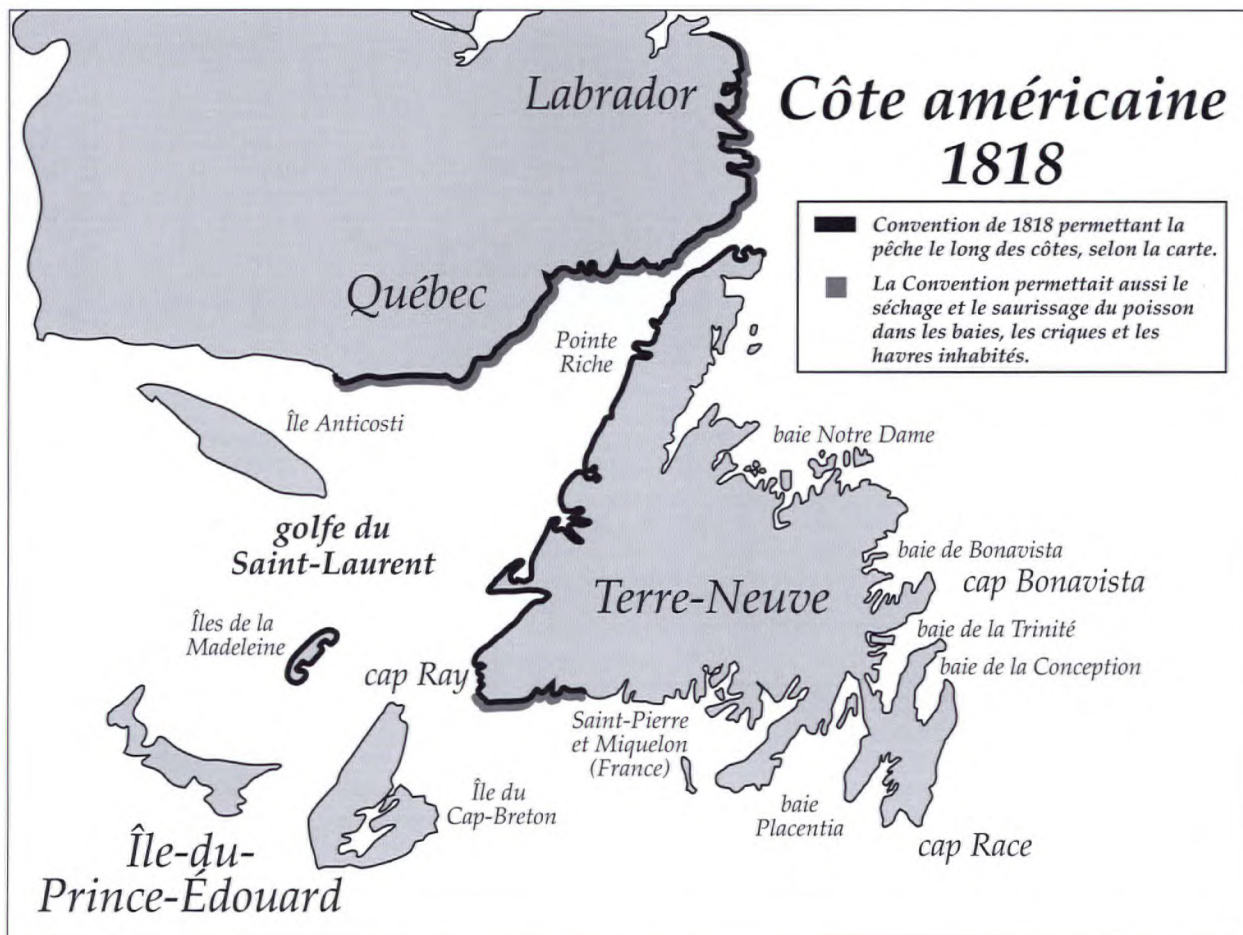 Labrador
Côte américaine
1818
Convention de 1818 permettant la
pêche le long des côtes, selon la carte.
La Convention permettait aussi le
séchage et le saurissage du poisson
dans les baies, les criques et les
havres inhabités.
Québec
Pointe
Riche
Île Anticosti
baie Notre Dame
golfe du
Saint-Laurent
baie de Bonavista
cap Bonavista
Terre-Neuve
Îles de la
Madeleine
baie de la Trinité
baie de la Conception
cap Ray
Saint-Pierre
et Miquelon
(France)
Île du
Cap-Breton
baie
Placentia
cap Race
Île-du-
Prince-Édouard